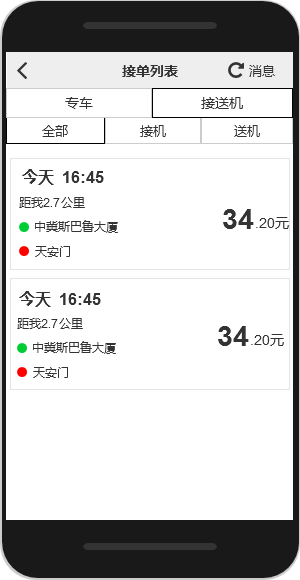 接单列表 消息
专车 接送机
全部 接机 送机
今天 16:45
距我2.7公里
中冀斯巴鲁大厦
34.20元
天安门
今天 16:45
距我2.7公里
中冀斯巴鲁大厦
34.20元
天安门